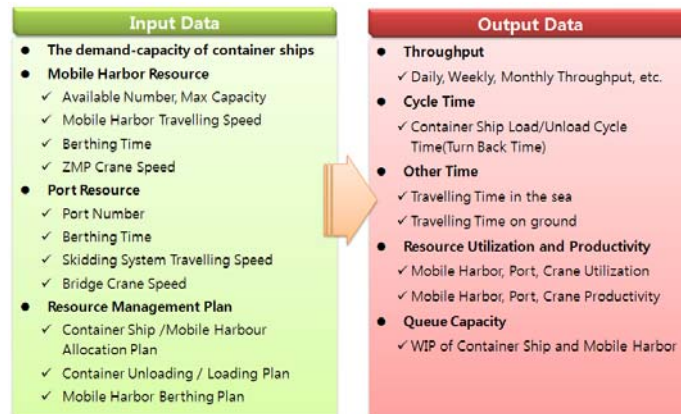 Input Data
● The demand-capacity of container ships
● Mobile Harbor Resource
✓ Available Number, Max Capacity
✓ Mobile Harbor Travelling Speed
✓ Berthing Time
✓ ZMP Crane Speed
● Port Resource
✓ Port Number
✓ Berthing Time
✓ Skidding System Travelling Speed
✓ Bridge Crane Speed
● Resource Management Plan
✓ Container Ship /Mobile Harbour
Allocation Plan
✓ Container Unloading / Loading Plan
✓ Mobile Harbor Berthing Plan
Output Data
● Throughput
✓ Daily, Weekly, Monthly Throughput, etc.
● Cycle Time
✓ Container Ship Load/Unload Cycle
Time(Turn Back Time)
● Other Time
✓ Travelling Time in the sea
✓ Travelling Time on ground
● Resource Utilization and Productivity
✓ Mobile Harbor, Port, Crane Utilization
✓ Mobile Harbor, Port, Crane Productivity
● Queue Capacity
✓ WIP of Container Ship and Mobile Harbor